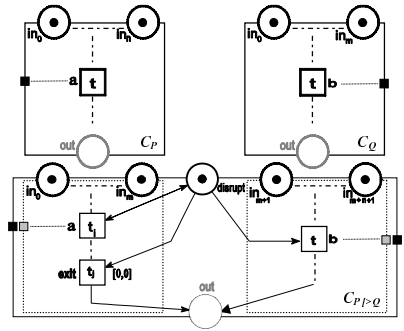 in0 inn in0 inm
a t t b
out CP out CQ
in0 inm disrupt inm+1 inm+n+1
a ti t b
exit tj [0,0]
out CP[>Q